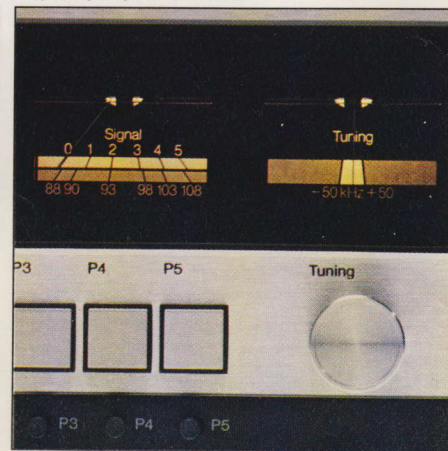 Signal
0 1 2 3 4 5
88 90 93 98 103 108
Tuning
-50 kHz +50
P3 P4 P5 Tuning
P3 P4 P5